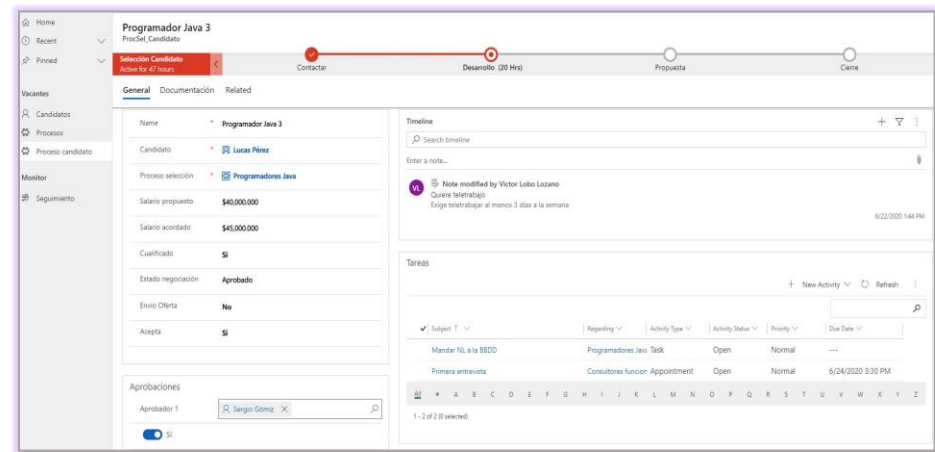 Home
Recent
Pinned
Vacantes
Candidatos
Procesos
Proceso candidato
Monitor
Seguimiento
Programador Java 3
ProcSel_Candidato
Selección Candidato
Active for 47 hours
Contactar
Desarrollo (20 Hrs)
Propuesta
Cierre
General Documentación Related
Name * Programador Java 3
Candidato * Lucas Pérez
Proceso selección * Programadores Java
Salario propuesto $40,000.000
Salario acordado $45,000.000
Cualificado Sí
Estado negociación Aprobado
Envio Oferta No
Acepta Sí
Aprobaciones
Aprobador 1 Sergio Gómiz
Sí
Timeline
Search timeline
Enter a note...
VL
Note modified by Victor Lobo Lozano
Quiere teletrabajo
Exige teletrabajar al menos 3 días a la semana
6/22/2020 1:44 PM
Tareas
New Activity Refresh
Subject Regarding Activity Type Activity Status Priority Due Date
Mandar NL a la BBDD Programadores Java Task Open Normal ---
Primera entrevista Consultores funcion Appointment Open Normal 6/24/2020 3:30 PM
All # A B C D E F G H I J K L M N O P Q R S T U V W X Y Z
1 - 2 of 2 (0 selected)